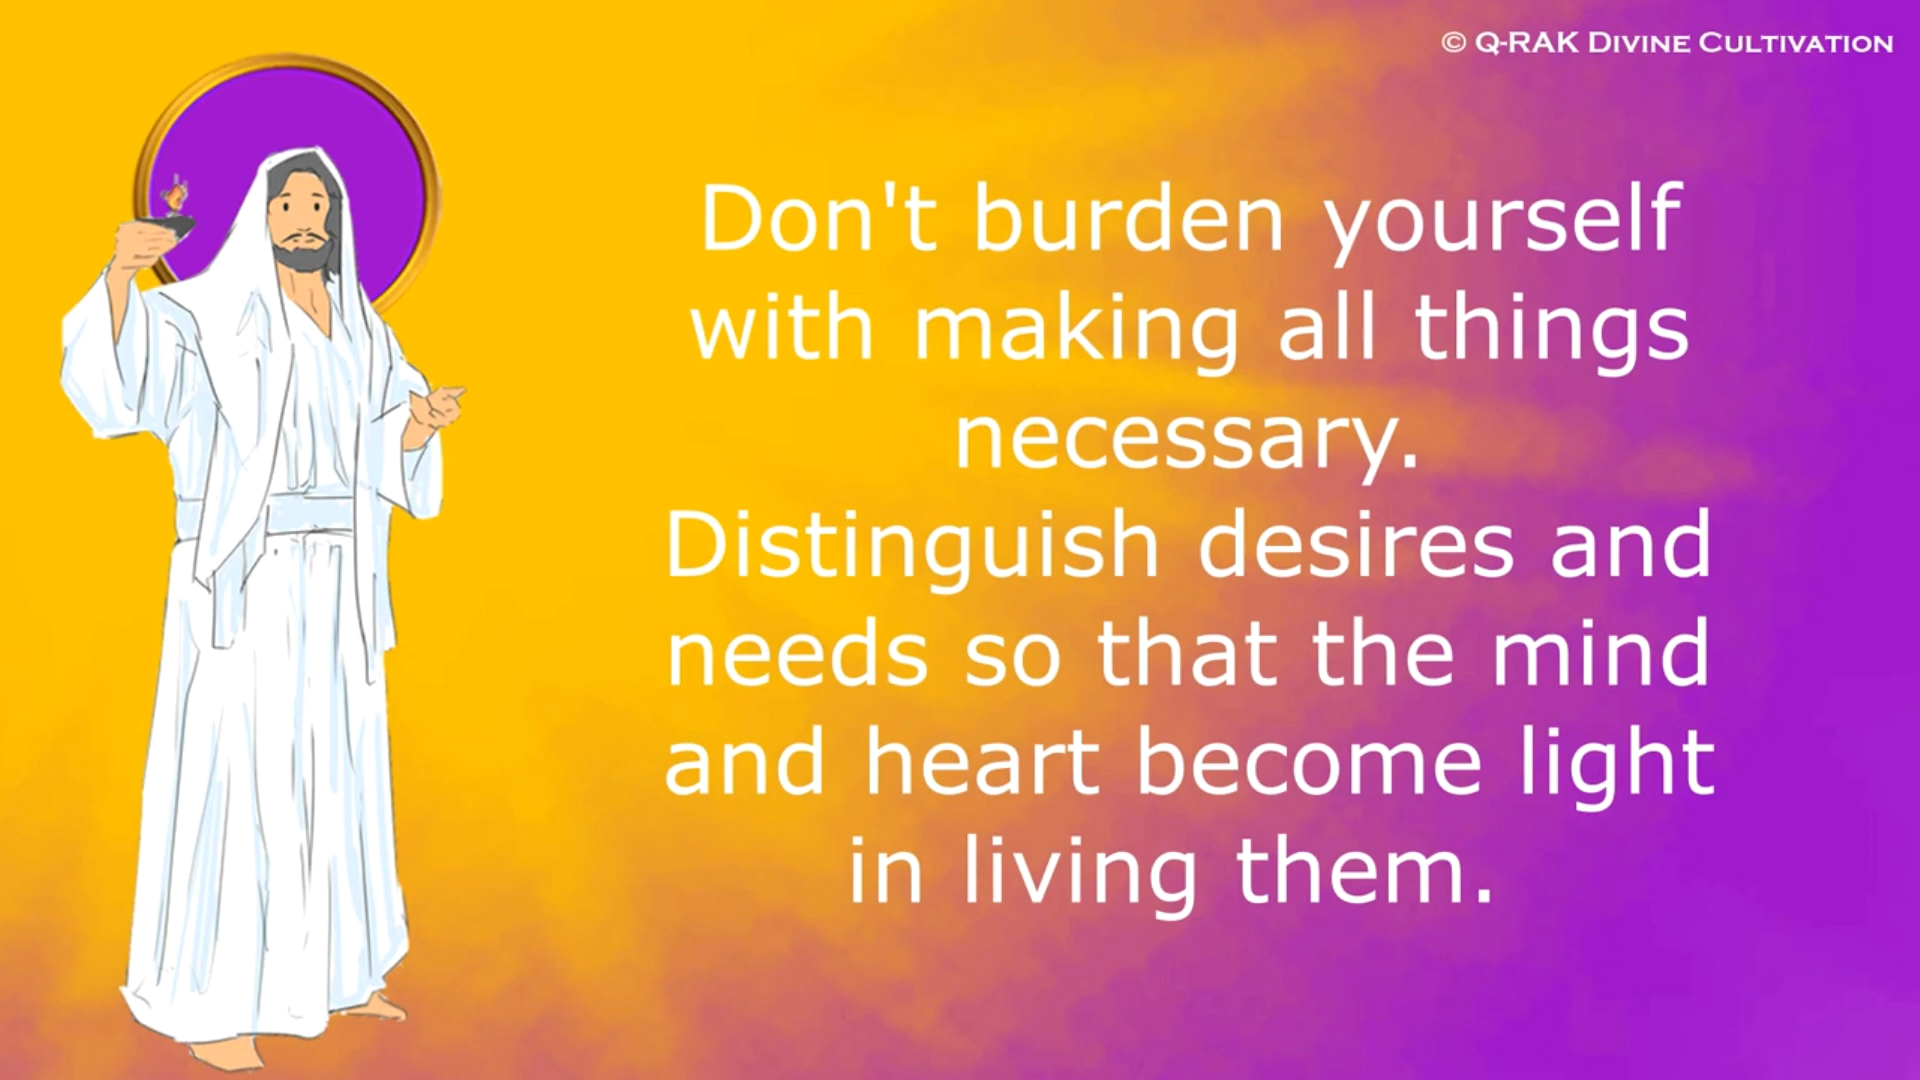 © Q-RAK Divine Cultivation
Don't burden yourself
with making all things
necessary.
Distinguish desires and
needs so that the mind
and heart become light
in living them.